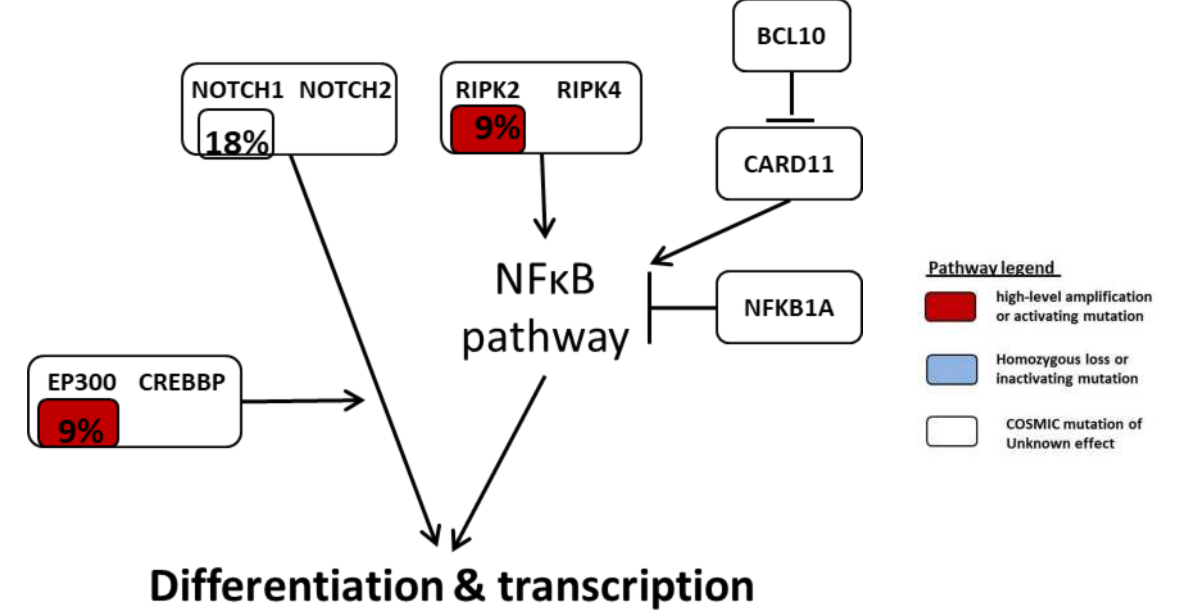 BCL10
NOTCH1 NOTCH2
18%
RIPK2 RIPK4
9%
CARD11
NFκB
pathway
NFKB1A
EP300 CREBBP
9%
Differentiation & transcription
Pathway legend
high-level amplification
or activating mutation
Homozygous loss or
inactivating mutation
COSMIC mutation of
Unknown effect